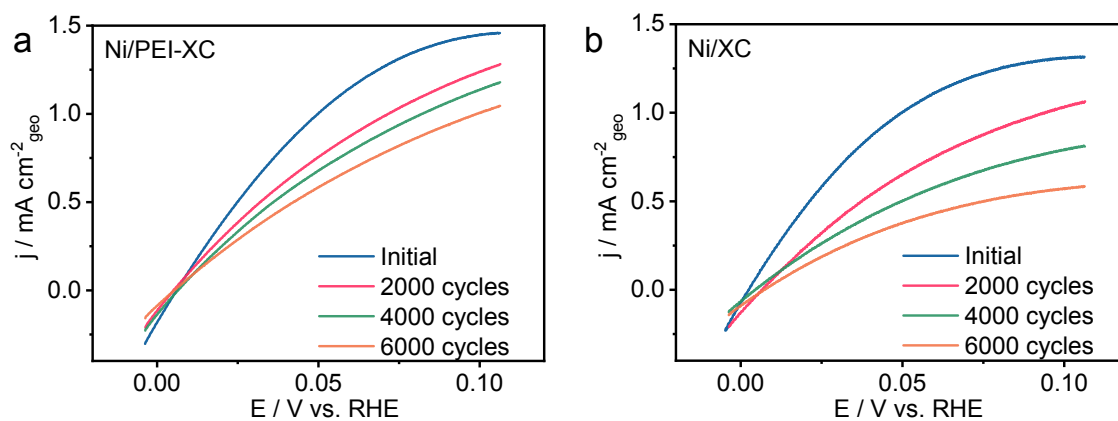 a
Ni/PEI-XC
j / mA cm⁻²geo
1.5
1.0
0.5
0.0
Initial
2000 cycles
4000 cycles
6000 cycles
0.00 0.05 0.10
E / V vs. RHE
b
Ni/XC
j / mA cm⁻²geo
1.5
1.0
0.5
0.0
Initial
2000 cycles
4000 cycles
6000 cycles
0.00 0.05 0.10
E / V vs. RHE